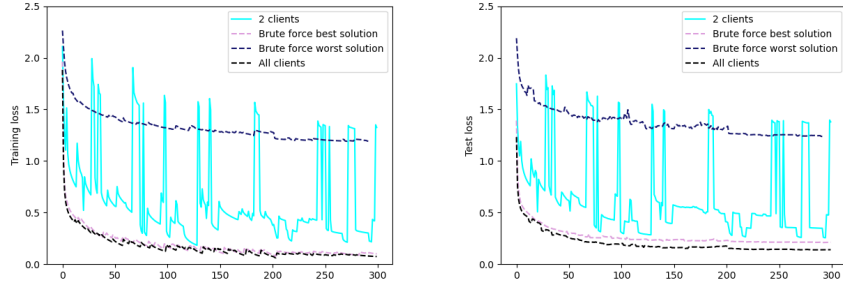 2.5
2.0
1.5
1.0
0.5
0.0
Training loss
0
50
100
150
200
250
300
2 clients
Brute force best solution
Brute force worst solution
All clients
2.5
2.0
1.5
1.0
0.5
0.0
Test loss
0
50
100
150
200
250
300
2 clients
Brute force best solution
Brute force worst solution
All clients